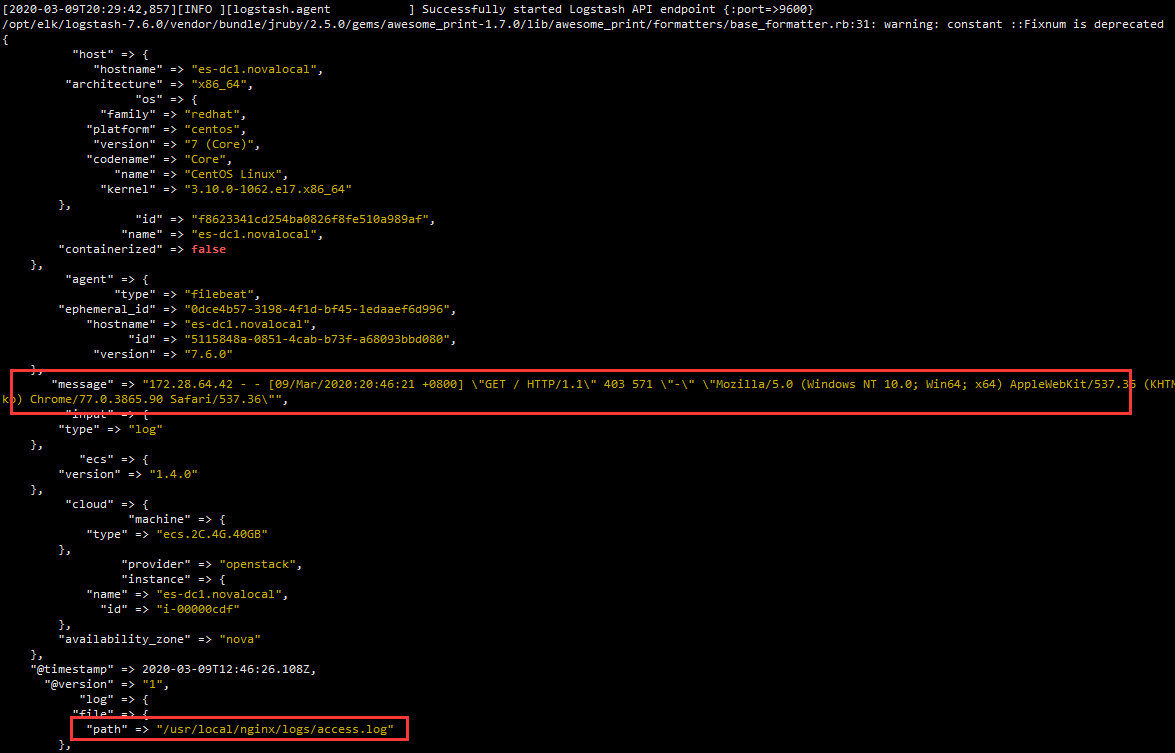 [2020-03-09T20:29:42,857][INFO ][logstash.agent           ] Successfully started Logstash API endpoint {:port=>9600}
/opt/elk/logstash-7.6.0/vendor/bundle/jruby/2.5.0/gems/awesome_print-1.7.0/lib/awesome_print/formatters/base_formatter.rb:31: warning: constant ::Fixnum is deprecated
{
"host" => {
"hostname" => "es-dc1.novalocal",
"architecture" => "x86_64",
"os" => {
"family" => "redhat",
"platform" => "centos",
"version" => "7 (Core)",
"codename" => "Core",
"name" => "CentOS Linux",
"kernel" => "3.10.0-1062.el7.x86_64"
},
"id" => "f8623341cd254ba0826f8fe510a989af",
"name" => "es-dc1.novalocal",
"containerized" => false
},
"agent" => {
"type" => "filebeat",
"ephemeral_id" => "0dce4b57-3198-4f1d-bf45-1edaaef6d996",
"hostname" => "es-dc1.novalocal",
"id" => "5115848a-0851-4cab-b73f-a68093bbd080",
"version" => "7.6.0"
},
"message" => "172.28.64.42 - - [09/Mar/2020:20:46:21 +0800] \"GET / HTTP/1.1\" 403 571 \"-\" \"Mozilla/5.0 (Windows NT 10.0; Win64; x64) AppleWebKit/537.36 (KHTM
ko) Chrome/77.0.3865.90 Safari/537.36\"",
"input" => {
"type" => "log"
},
"ecs" => {
"version" => "1.4.0"
},
"cloud" => {
"machine" => {
"type" => "ecs.2C.4G.40GB"
},
"provider" => "openstack",
"instance" => {
"name" => "es-dc1.novalocal",
"id" => "i-00000cdf"
},
"availability_zone" => "nova"
},
"@timestamp" => 2020-03-09T12:46:26.108Z,
"@version" => "1",
"log" => {
"file" => {
"path" => "/usr/local/nginx/logs/access.log"
},